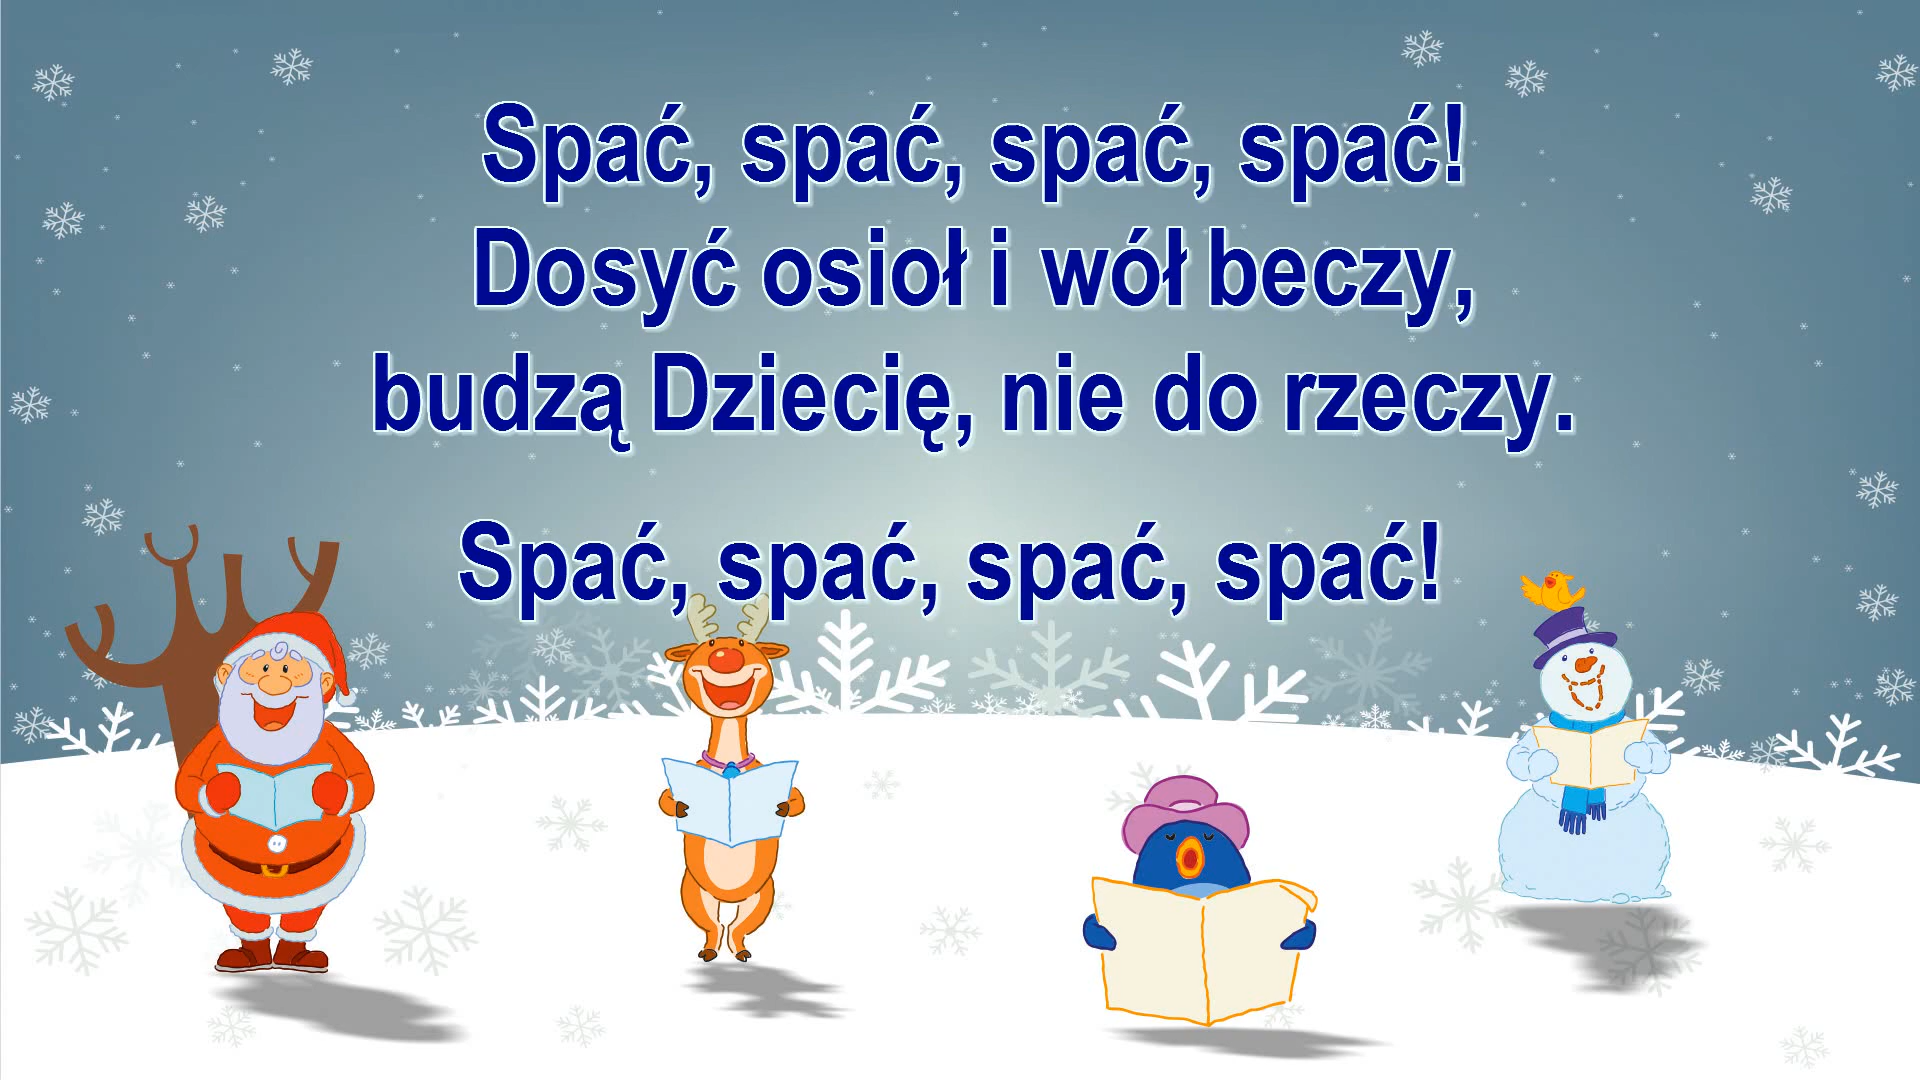 Spać, spać, spać, spać!
Dosyć osioł i wół beczy,
budzą Dziecię, nie do rzeczy.
Spać, spać, spać, spać!